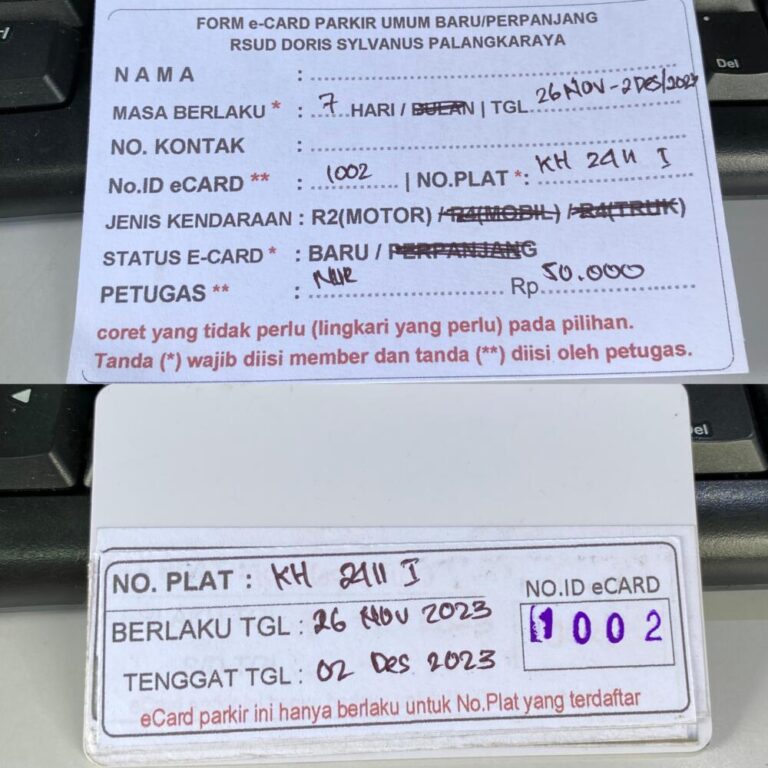 FORM e-CARD PARKIR UMUM BARU/PERPANJANG
RSUD DORIS SYLVANUS PALANGKARAYA
NAMA :
MASA BERLAKU * : 7 HARI / BULAN | TGL 26 NOV - 2 DES/2023
NO. KONTAK :
No.ID eCARD ** : 1002 | NO.PLAT *: KH 2411 I
JENIS KENDARAAN : R2(MOTOR) / R4(MOBIL) / R4(TRUK)
STATUS E-CARD * : BARU / PERPANJANG
PETUGAS ** : NUR Rp 50.000
coret yang tidak perlu (lingkari yang perlu) pada pilihan.
Tanda (*) wajib diisi member dan tanda (**) diisi oleh petugas.
NO. PLAT : KH 2411 I
BERLAKU TGL : 26 NOV 2023
TENGGAT TGL : 02 Des 2023
NO.ID eCARD
1002
eCard parkir ini hanya berlaku untuk No.Plat yang terdaftar
Del